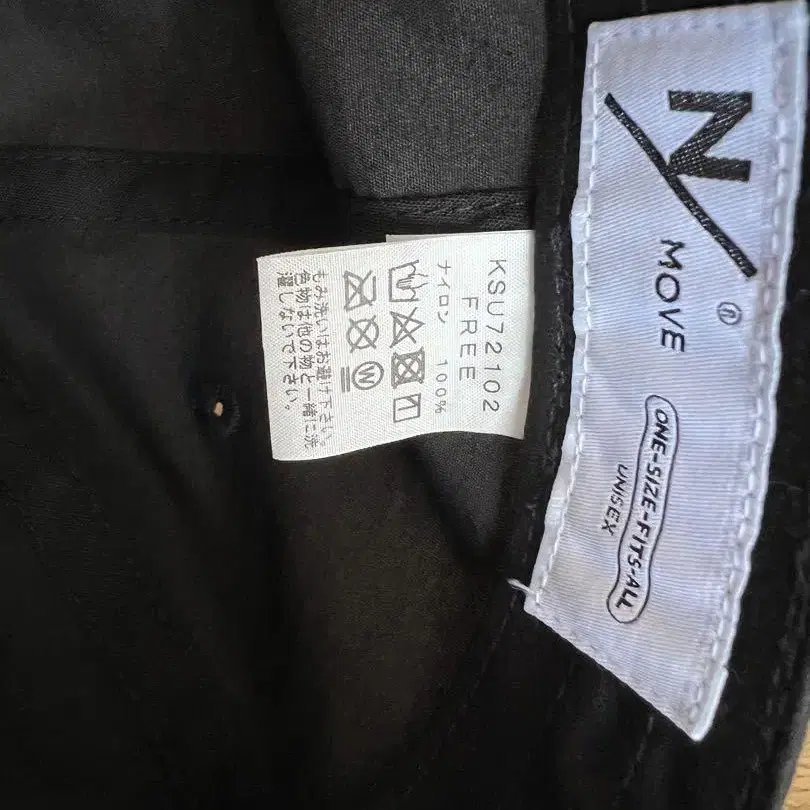 N
MOVE
®
ONE-SIZE-FITS-ALL
UNISEX
KSU72102
FREE
ナイロン 100%
W
もみ洗いはお避け下さい。
色物は他の物と一緒に洗
濯しないで下さい。